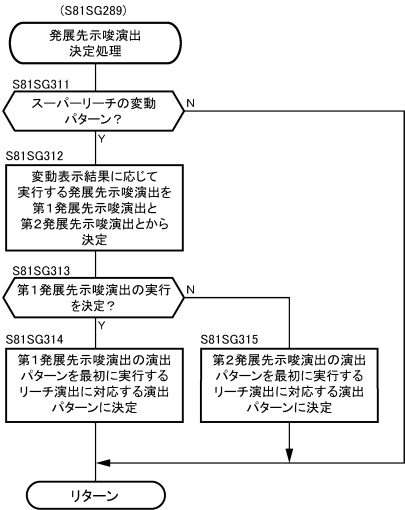 (S81SG289)
発展先示唆演出
決定処理
S81SG311
スーパーリーチの変動
パターン?
N
Y
S81SG312
変動表示結果に応じて
実行する発展先示唆演出を
第1発展先示唆演出と
第2発展先示唆演出とから
決定
S81SG313
第1発展先示唆演出の実行
を決定?
N
Y
S81SG314
第1発展先示唆演出の演出
パターンを最初に実行する
リーチ演出に対応する演出
パターンに決定
S81SG315
第2発展先示唆演出の演出
パターンを最初に実行する
リーチ演出に対応する演出
パターンに決定
リターン